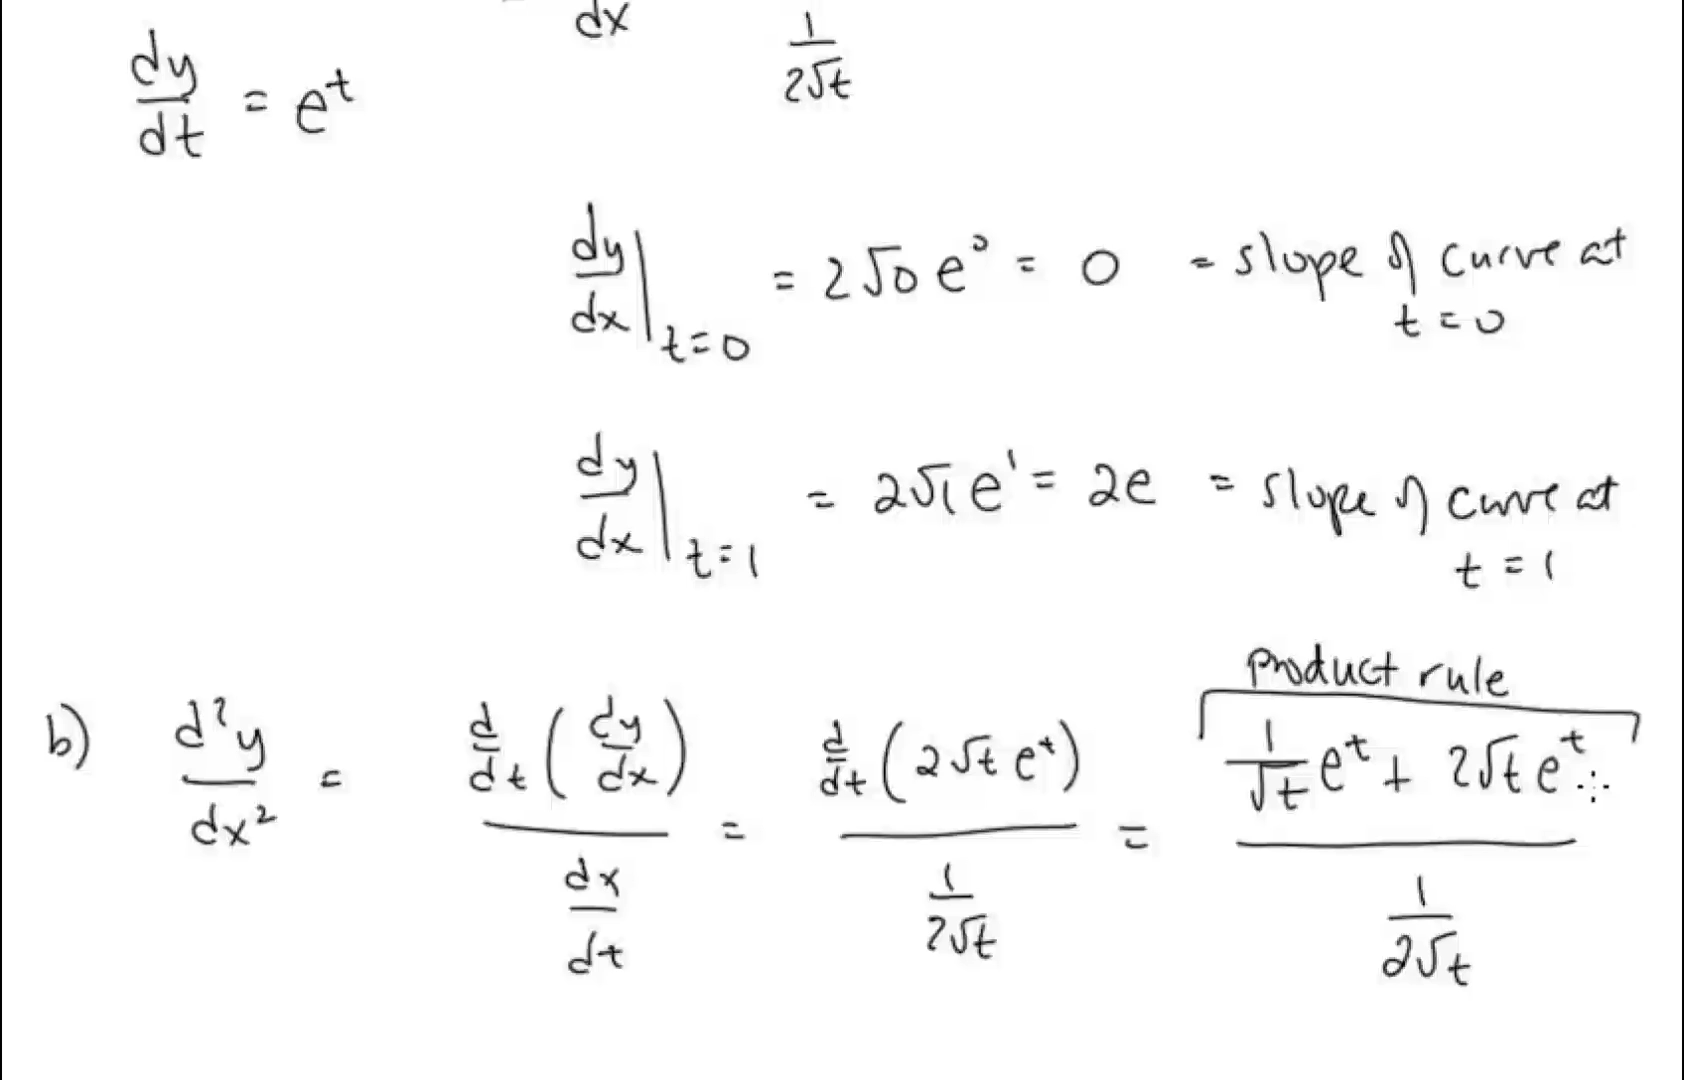 dy/dt = e^t
dx
1/(2√t)
dy/dx |_{t=0} = 2√0 e^0 = 0 = slope of curve at t=0
dy/dx |_{t=1} = 2√1 e^1 = 2e = slope of curve at t=1
product rule
b) d²y/dx² = (d/dt (dy/dx))/(dx/dt) = (d/dt (2√t e^t))/(1/(2√t)) = (1/√t e^t + 2√t e^t)/(1/(2√t))